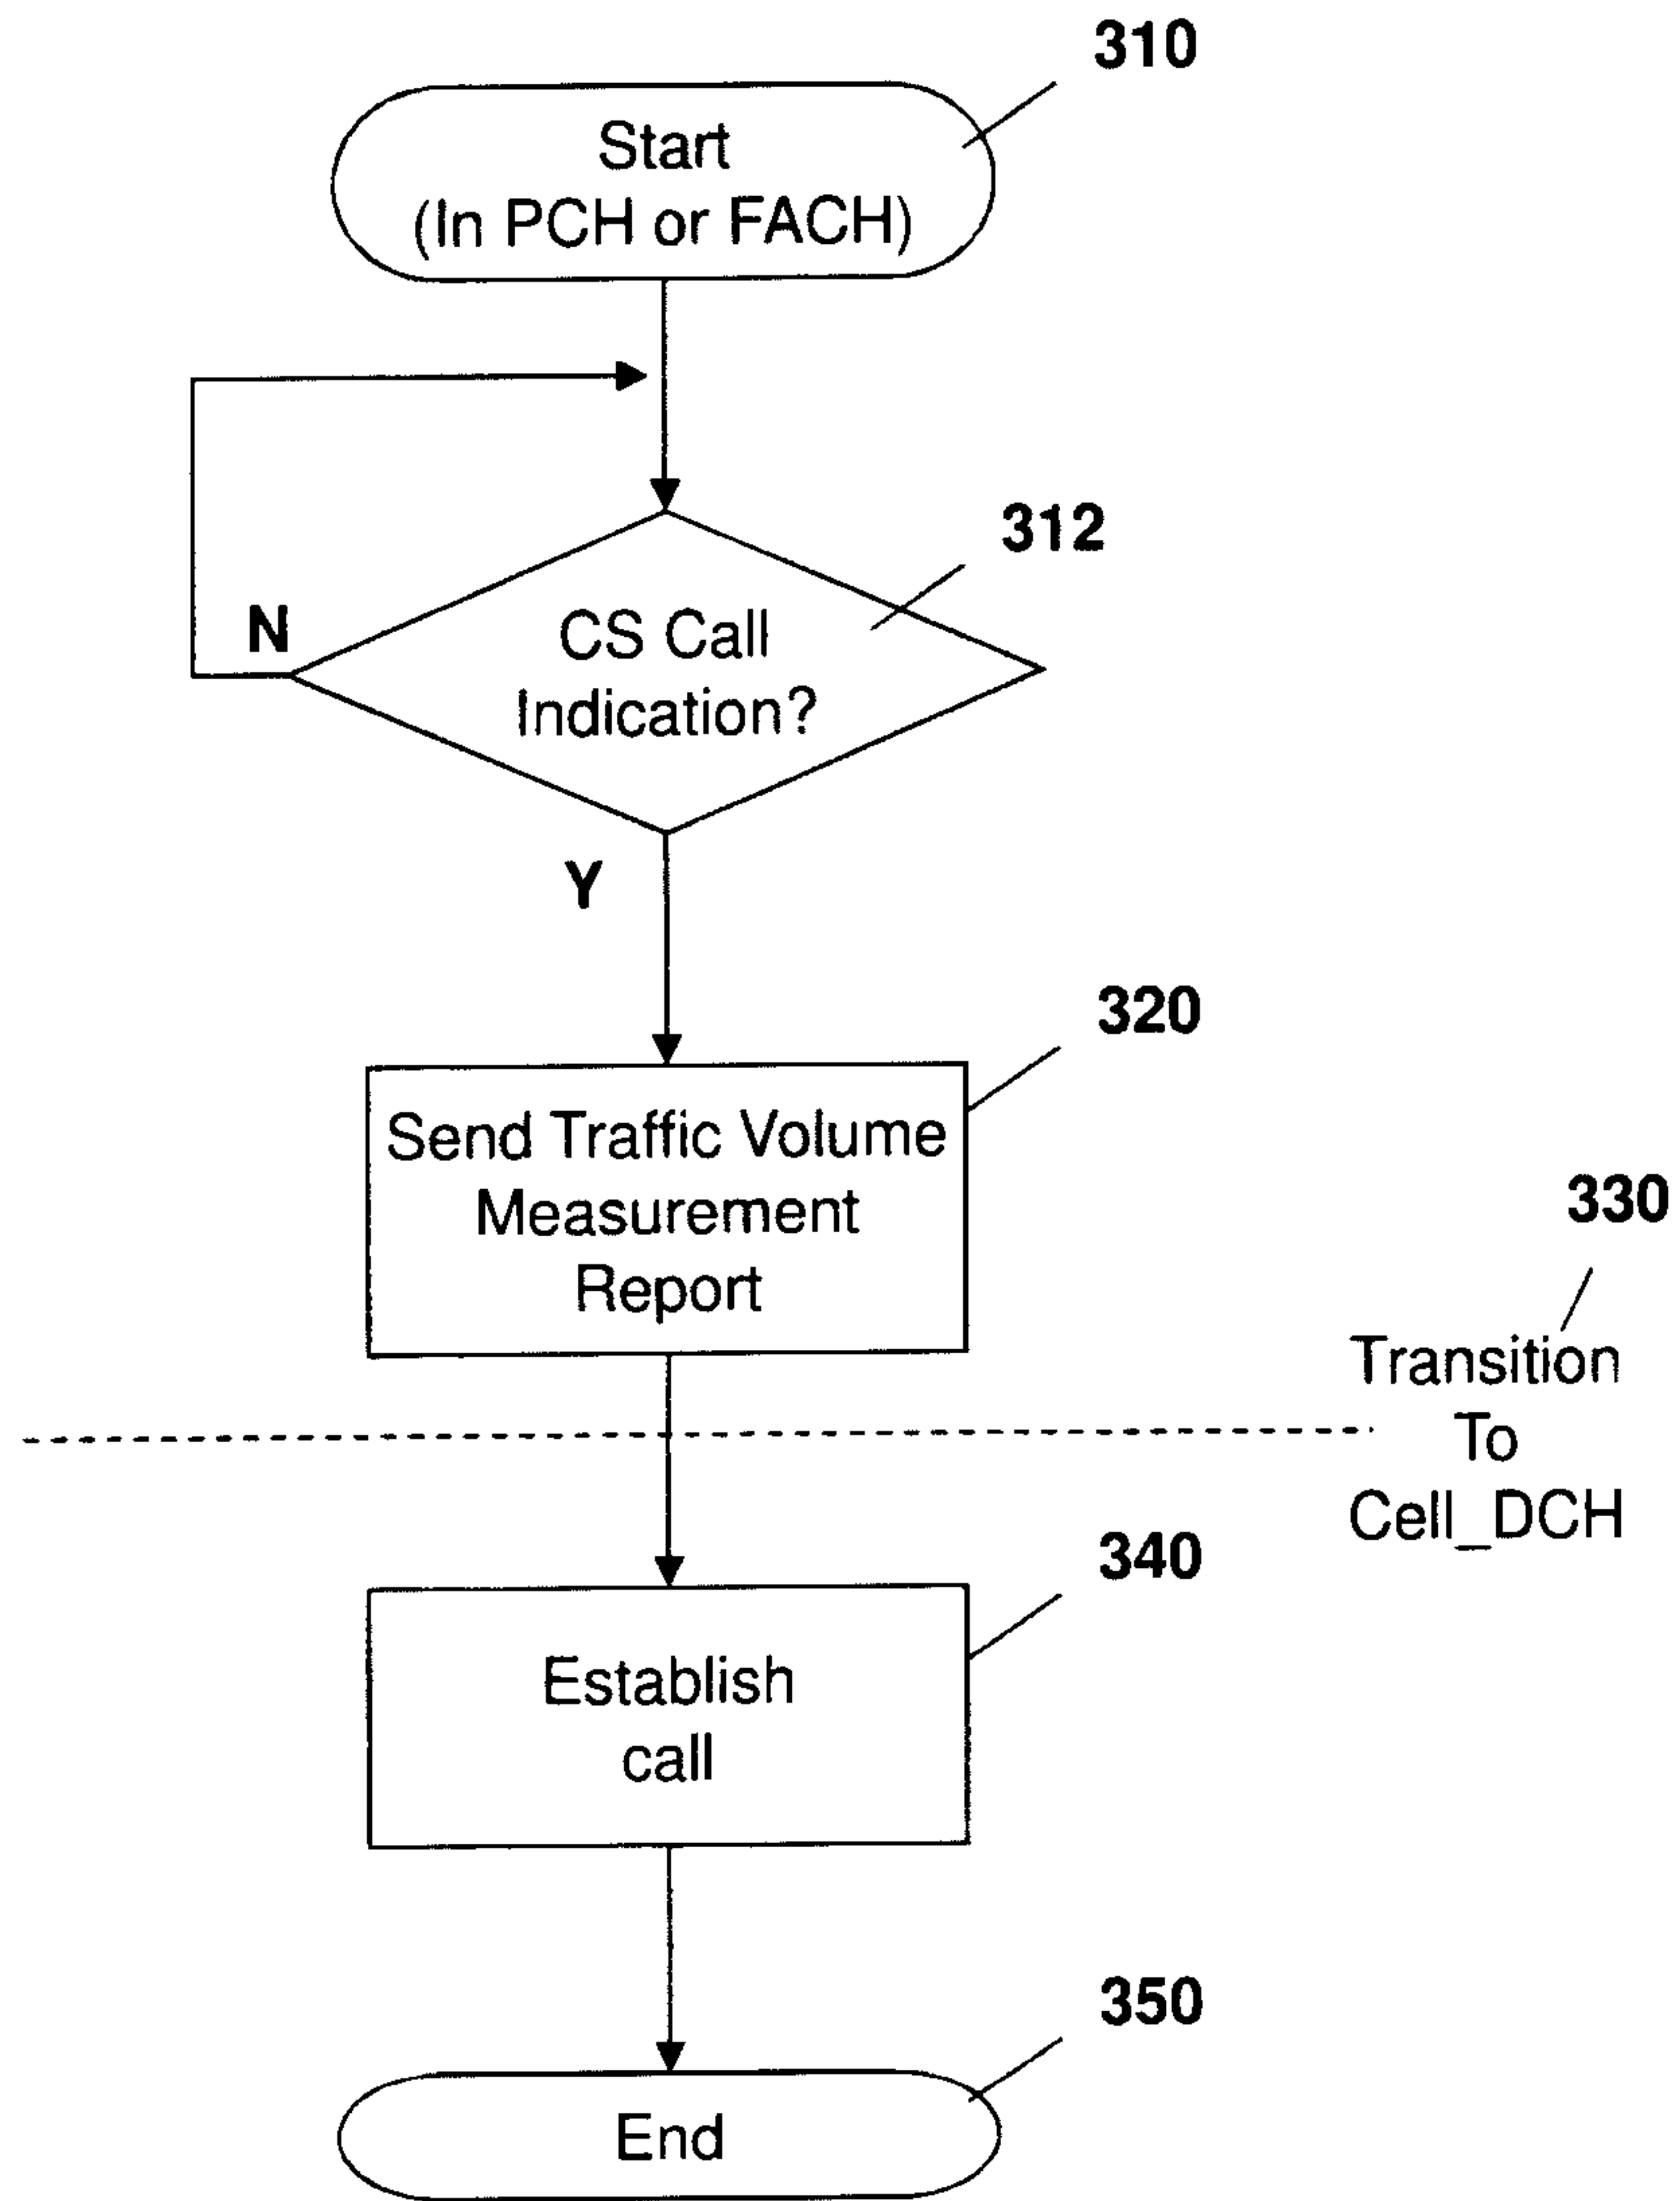 310
Start
(In PCH or FACH)
312
N
CS Call
Indication?
Y
320
Send Traffic Volume
Measurement
Report
330
Transition
To
Cell_DCH
340
Establish
call
350
End